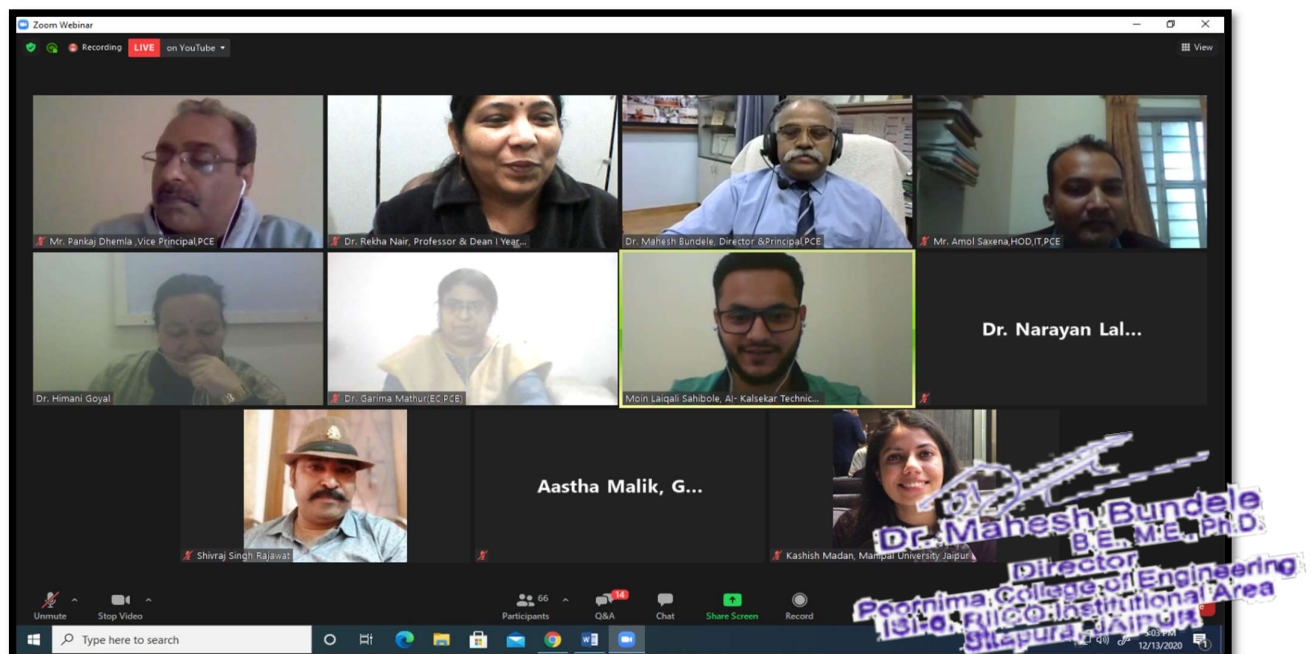 Zoom Webinar
Recording LIVE on YouTube
View
Mr. Pankaj Dhemla ,Vice Principal,PCE
Dr. Rekha Nair, Professor & Dean I Year...
Dr. Mahesh Bundele, Director &Principal,PCE
Mr. Amol Saxena,HOD,IT,PCE
Dr. Himani Goyal
Dr. Garima Mathur(EC,PCE)
Moin Laiqali Sahibole, AI- Kalsekar Technic...
Dr. Narayan Lal...
Shivraj Singh Rajawat
Aastha Malik, G...
Kashish Madan, Manipal University Jaipur
Dr. Mahesh Bundele
B.E., M.E., Ph.D.
Director
Poornima College of Engineering
ISI-6, RIICO Institutional Area
Sitapura, JAIPUR
Unmute
Stop Video
66
Participants
14
Q&A
Chat
Share Screen
Record
Type here to search
12/13/2020
1